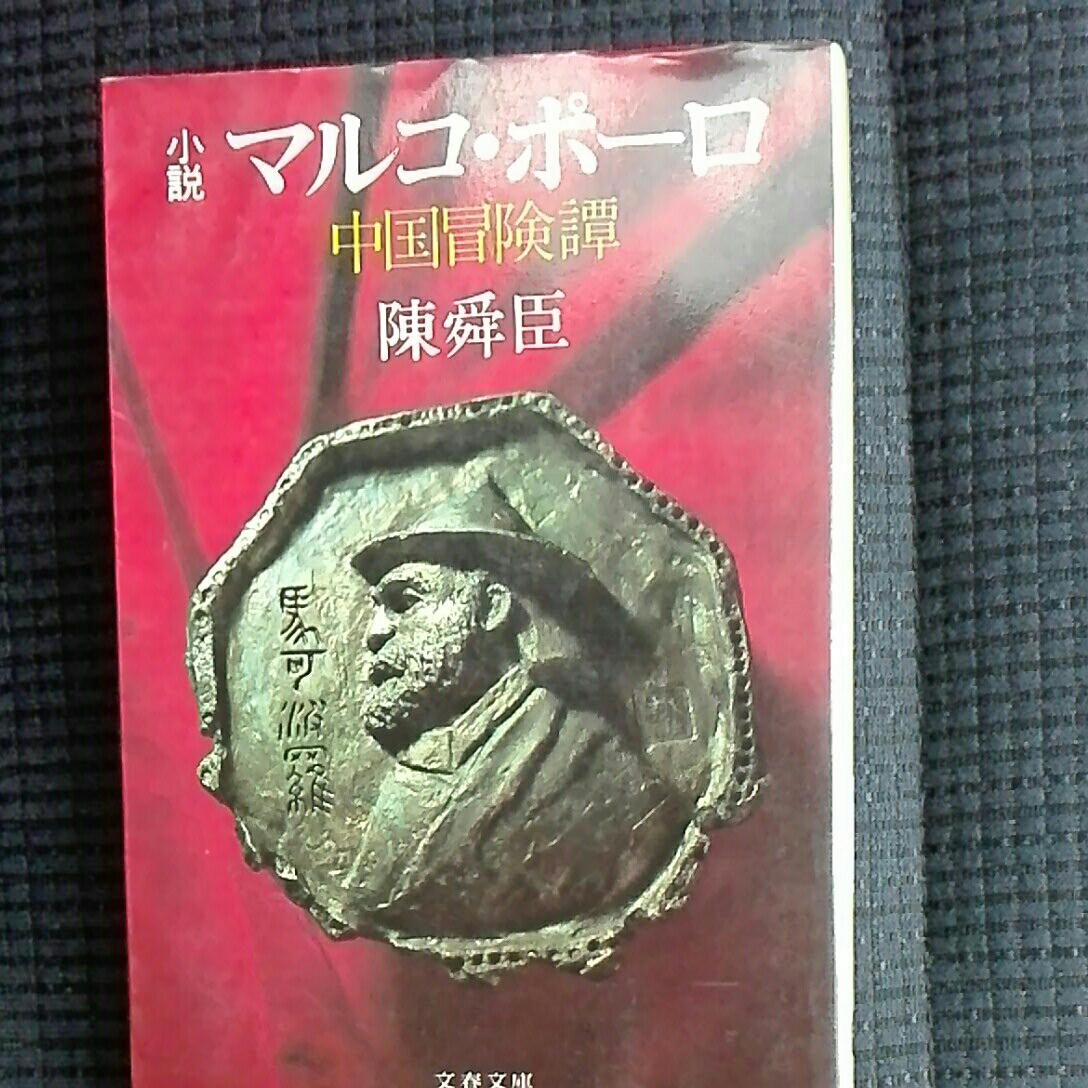 小説
マルコ・ポーロ
中国冒険譚
陳舜臣
馬可
羅
文春文庫